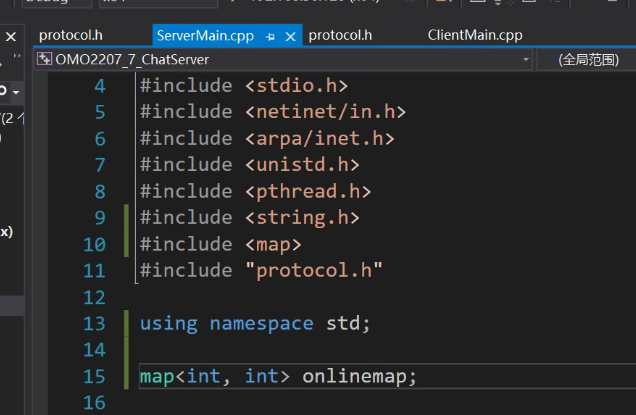 protocol.h ServerMain.cpp protocol.h ClientMain.cpp
OMO2207_7_ChatServer (全局范围)
4 #include <stdio.h>
5 #include <netinet/in.h>
6 #include <arpa/inet.h>
7 #include <unistd.h>
8 #include <pthread.h>
9 #include <string.h>
10 #include <map>
11 #include "protocol.h"
12
13 using namespace std;
14
15 map<int, int> onlinemap;
16